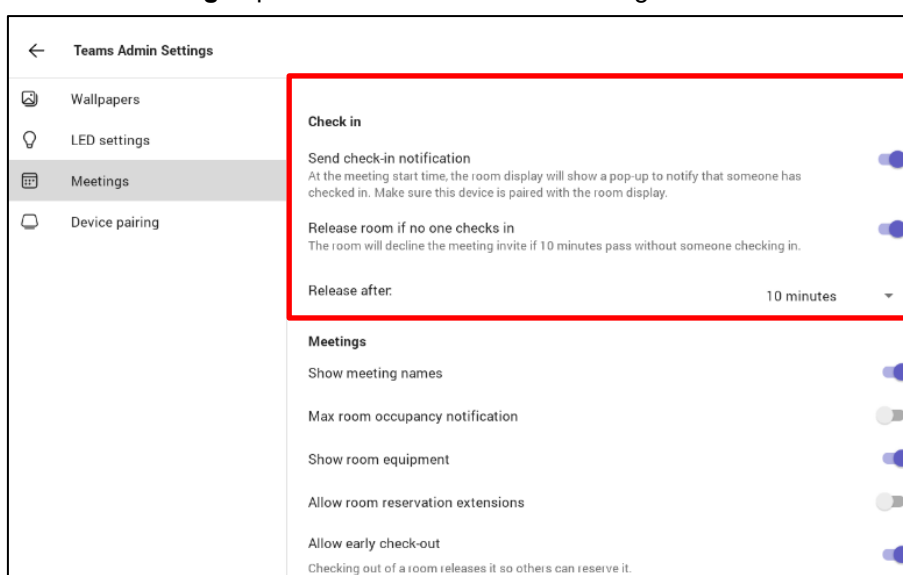 Teams Admin Settings
Wallpapers
LED settings
Meetings
Device pairing
Check in
Send check-in notification
At the meeting start time, the room display will show a pop-up to notify that someone has
checked in. Make sure this device is paired with the room display.
Release room if no one checks in
The room will decline the meeting invite if 10 minutes pass without someone checking in.
Release after:
10 minutes
Meetings
Show meeting names
Max room occupancy notification
Show room equipment
Allow room reservation extensions
Allow early check-out
Checking out of a room releases it so others can reserve it.